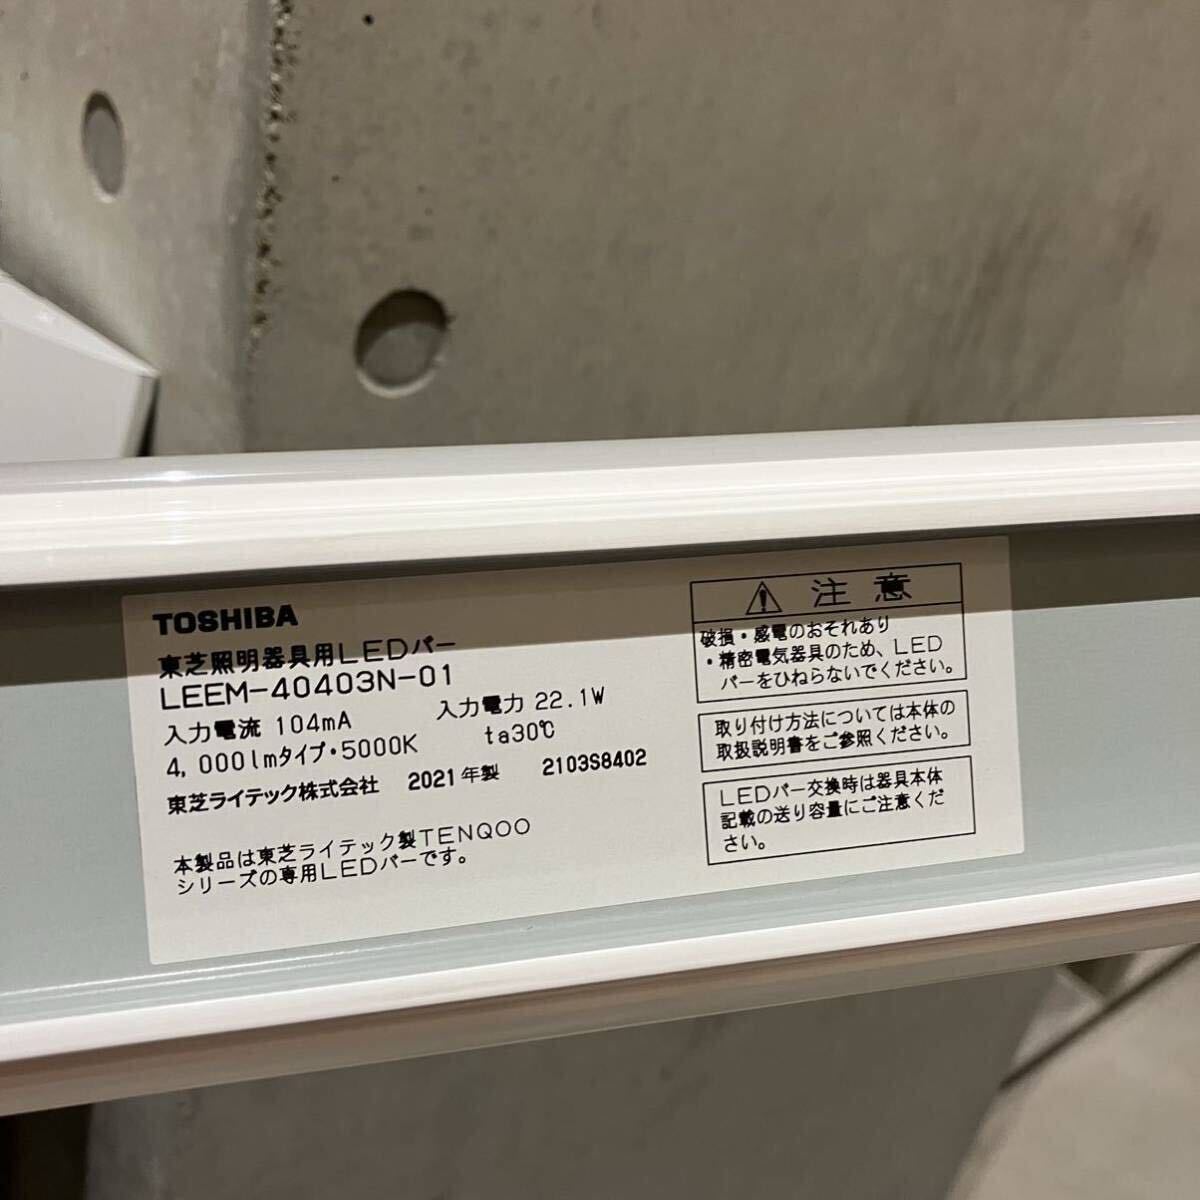 TOSHIBA
東芝照明器具用LEDバー
LEEM-40403N-01
入力電流 104mA 入力電力 22.1W
4,000lmタイプ・5000K ta30℃
東芝ライテック株式会社 2021年製 2103S8402
本製品は東芝ライテック製TENQOO
シリーズの専用LEDバーです。
⚠ 注意
破損・感電のおそれあり
・精密電気器具のため、LED
バーをひねらないでください。
取り付け方法については本体の
取扱説明書をご参照ください。
LEDバー交換時は器具本体
記載の送り容量にご注意くだ
さい。